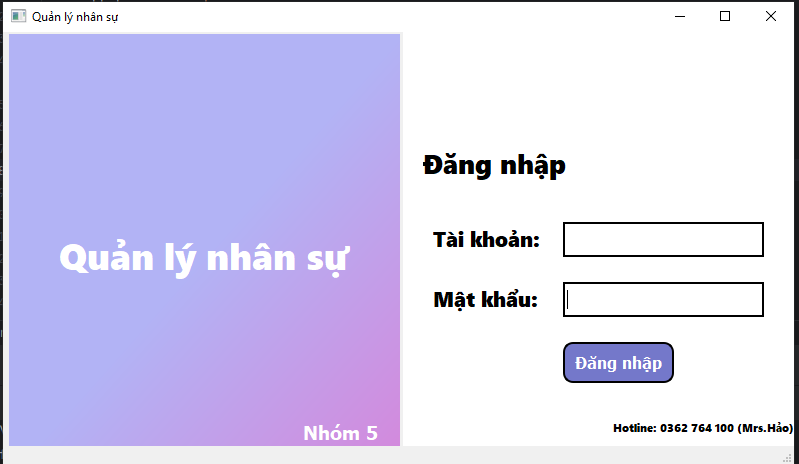 Quản lý nhân sự
Quản lý nhân sự
Nhóm 5
Đăng nhập
Tài khoản:
Mật khẩu:
Đăng nhập
Hotline: 0362 764 100 (Mrs.Hảo)